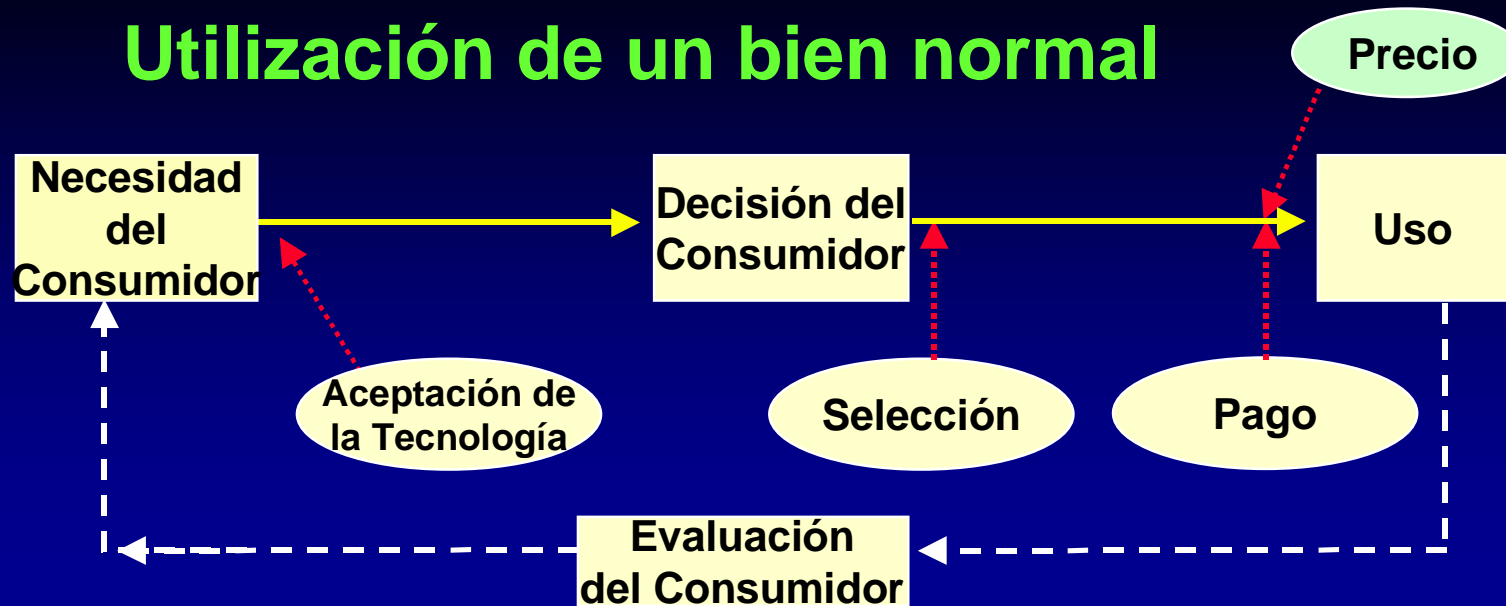 Utilización de un bien normal
Precio
Necesidad
del
Consumidor
Decisión del
Consumidor
Uso
Aceptación de
la Tecnología
Selección
Pago
Evaluación
del Consumidor